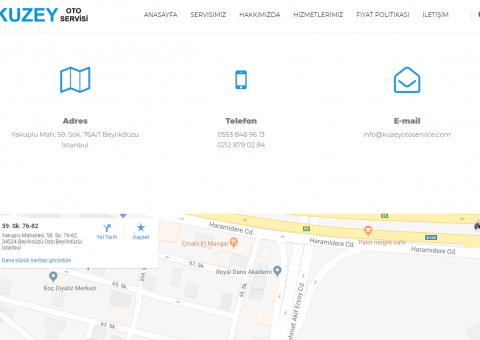 KUZEY OTO SERVİSİ
ANASAYFA SERVİSİMİZ HAKKIMIZDA HİZMETLERİMİZ FİYAT POLİTİKASI İLETİŞİM
Adres
Yakuplu Mah. 59. Sok. 76A/1 Beylikdüzü
İstanbul
Telefon
0553 846 96 13
0212 879 02 84
E-mail
info@kuzeyotoservice.com
59. Sk. 76-82
Yakuplu Mahallesi, 59. Sk. 76-82,
34524 Beylikdüzü Osb/Beylikdüzü/
İstanbul
Yol Tarifi
Kaydet
Daha büyük haritayı görüntüle
Haramidere Cd.
Haramidere Cd.
Haramidere Cd.
Çınaraltı Et Mangal
Palet nargile cafe
Royal Dans Akademi
Koç Diyaliz Merkezi
Mehmet Akif Ersoy Cd.
204. Sk.
65. Sk.
63. Sk.
67. Sk.